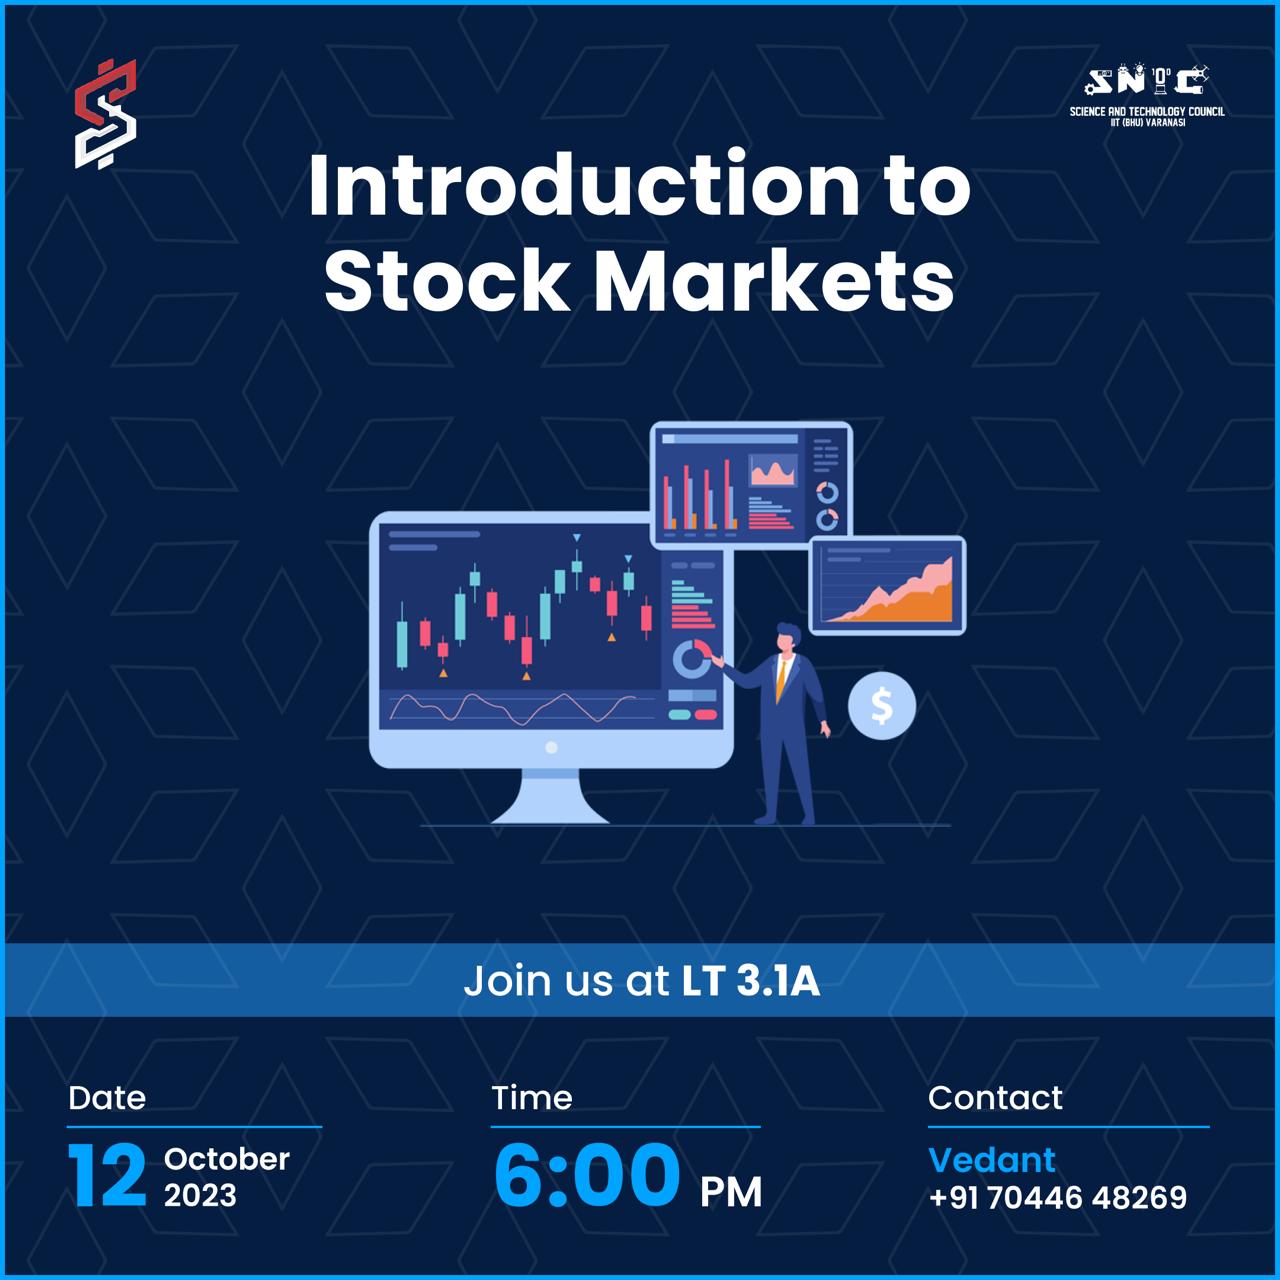 SNTC
SCIENCE AND TECHNOLOGY COUNCIL
IIT (BHU) VARANASI
Introduction to
Stock Markets
$
Join us at LT 3.1A
Date
12 October
2023
Time
6:00 PM
Contact
Vedant
+91 70446 48269